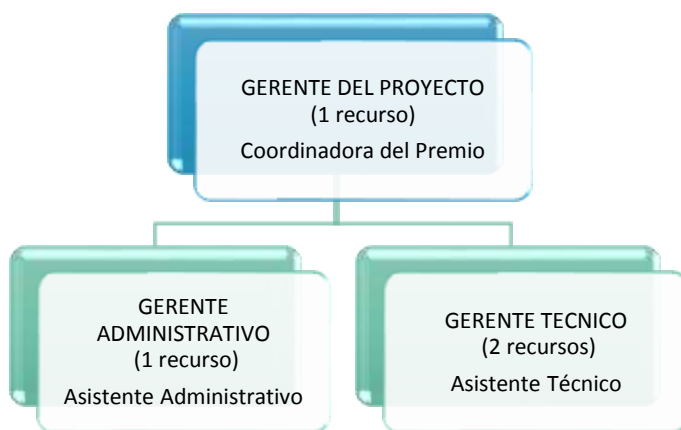 GERENTE DEL PROYECTO
(1 recurso)
Coordinadora del Premio
GERENTE
ADMINISTRATIVO
(1 recurso)
Asistente Administrativo
GERENTE TECNICO
(2 recursos)
Asistente Técnico